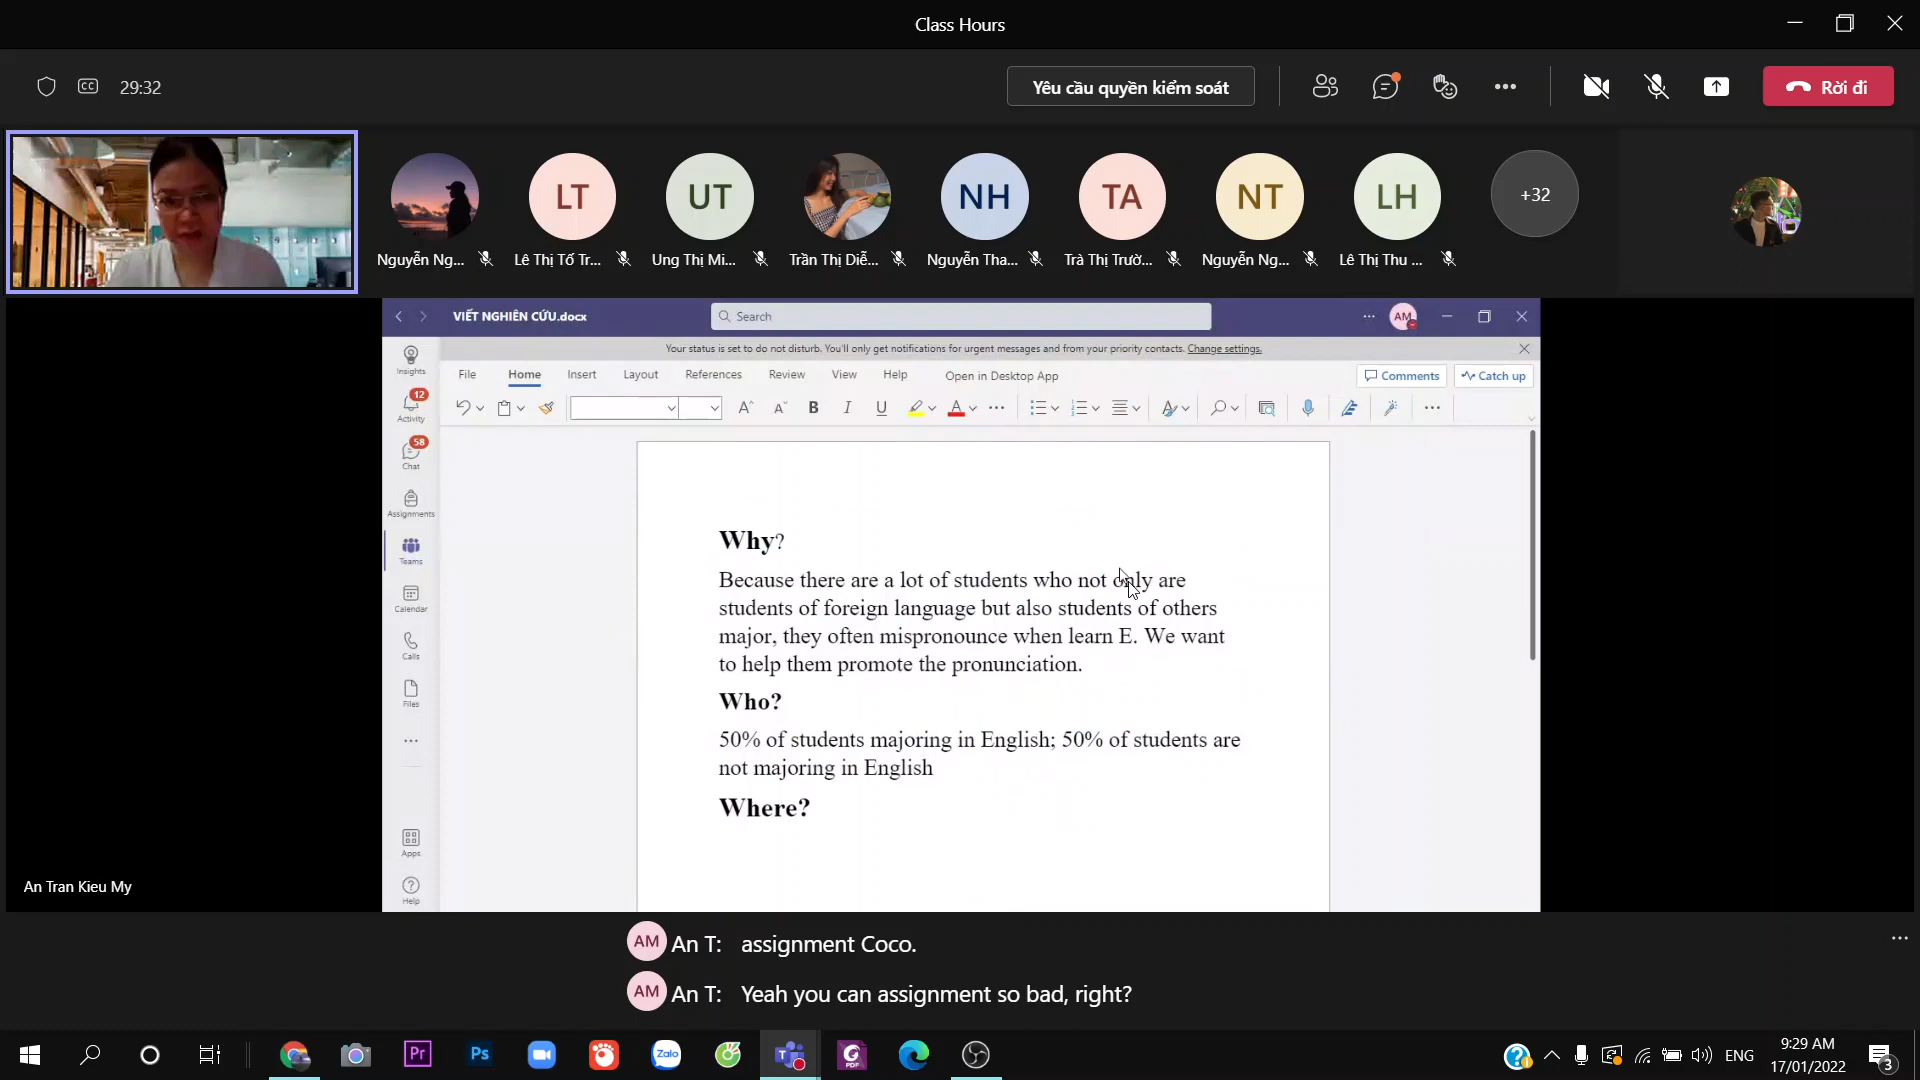 Class Hours
CC 29:32 Yêu cầu quyền kiểm soát Rời đi
LT UT NH TA NT LH +32
Nguyễn Ng... Lê Thị Tố Tr... Ung Thị Mi... Trần Thị Diễ... Nguyễn Tha... Trà Thị Trườ... Nguyễn Ng... Lê Thị Thu ...
VIẾT NGHIÊN CỨU.docx Search AM
Your status is set to do not disturb. You'll only get notifications for urgent messages and from your priority contacts. Change settings.
File Home Insert Layout References Review View Help Open in Desktop App Comments Catch up
Insights
12
Activity
58
Chat
Assignments
Teams
Calendar
Calls
Files
Apps
Help
Why?
Because there are a lot of students who not only are
students of foreign language but also students of others
major, they often mispronounce when learn E. We want
to help them promote the pronunciation.
Who?
50% of students majoring in English; 50% of students are
not majoring in English
Where?
An Tran Kieu My
AM An T: assignment Coco.
AM An T: Yeah you can assignment so bad, right?
Pr Ps Zalo T PDF ENG 9:29 AM
17/01/2022 3